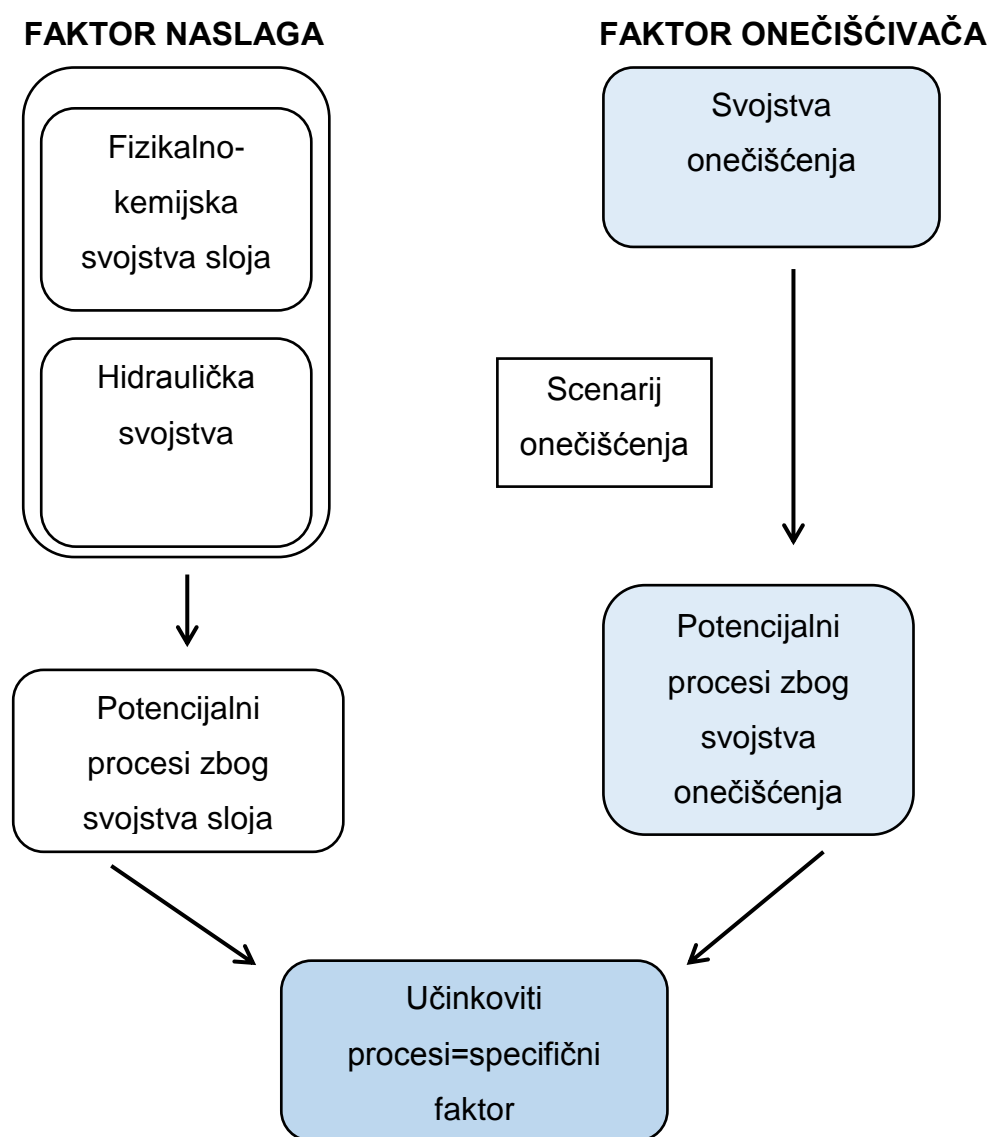 FAKTOR NASLAGA
Fizikalno-
kemijska
svojstva sloja
Hidraulička
svojstva
Potencijalni
procesi zbog
svojstva sloja
FAKTOR ONEČIŠĆIVAČA
Svojstva
onečišćenja
Scenarij
onečišćenja
Potencijalni
procesi zbog
svojstva
onečišćenja
Učinkoviti
procesi=specifični
faktor